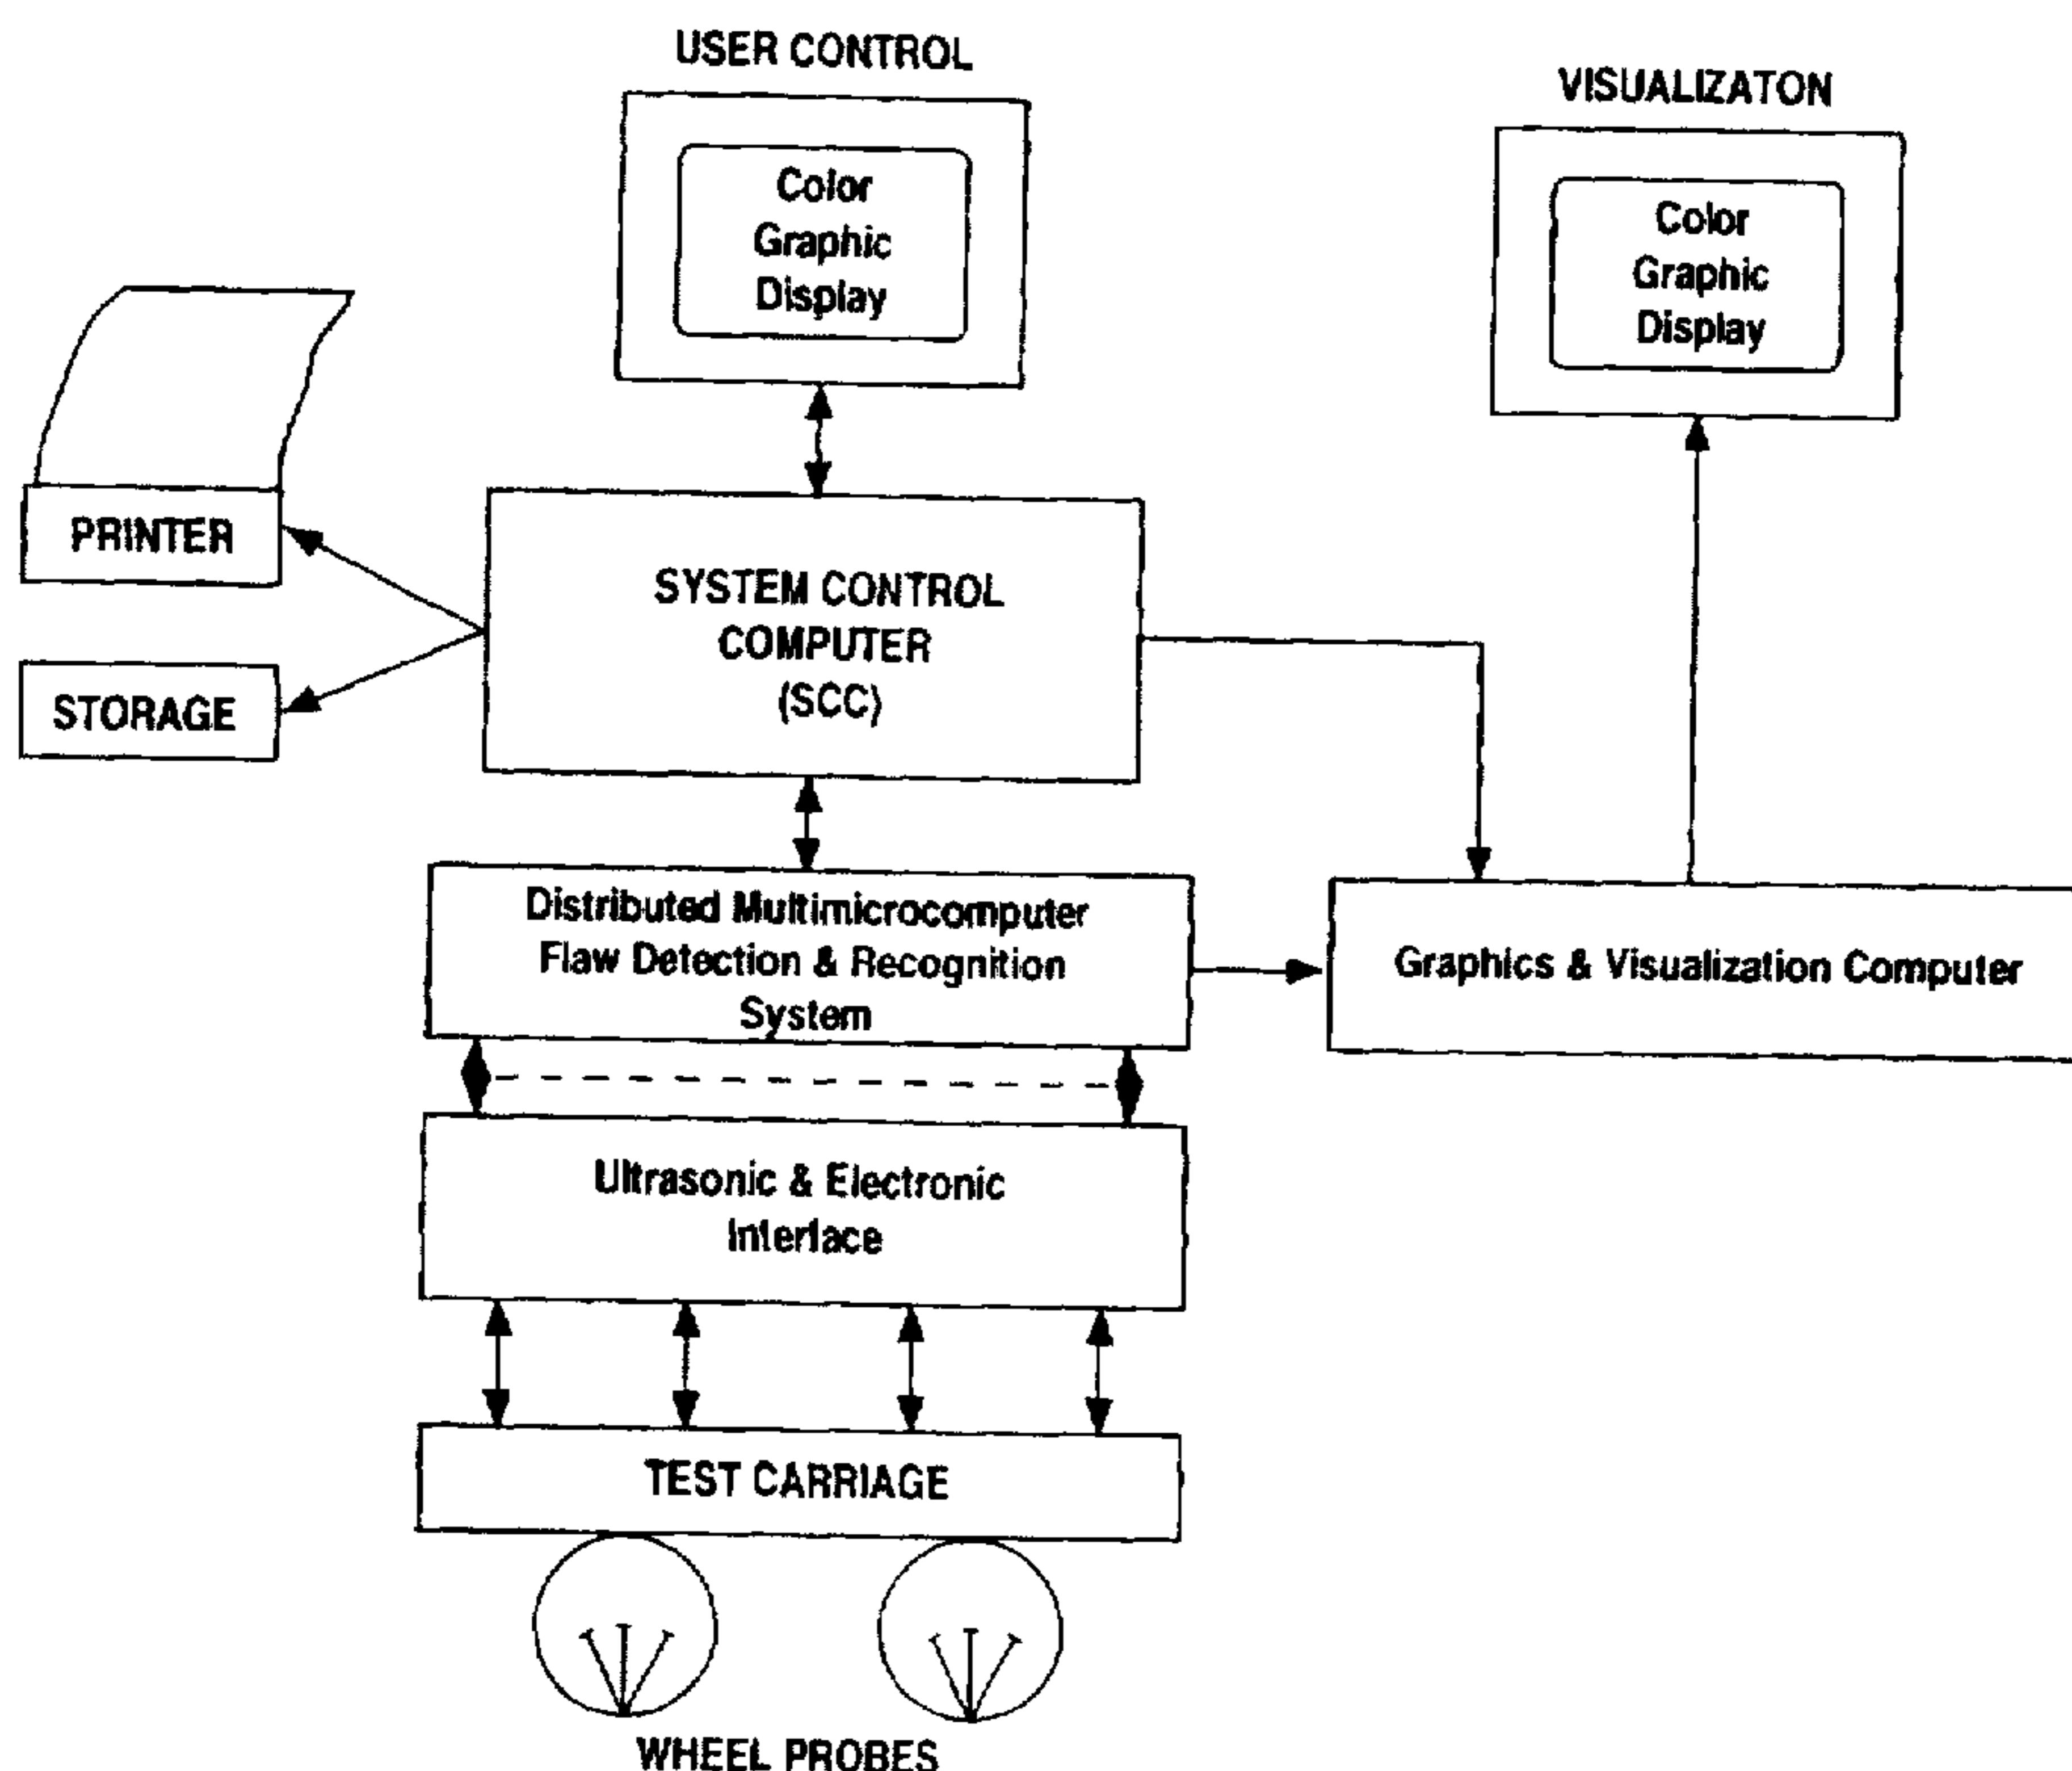 USER CONTROL
Color
Graphic
Display
VISUALIZATON
Color
Graphic
Display
PRINTER
STORAGE
SYSTEM CONTROL
COMPUTER
(SCC)
Distributed Multimicrocomputer
Flaw Detection & Recognition
System
Graphics & Visualization Computer
Ultrasonic & Electronic
Interface
TEST CARRIAGE
WHEEL PROBES